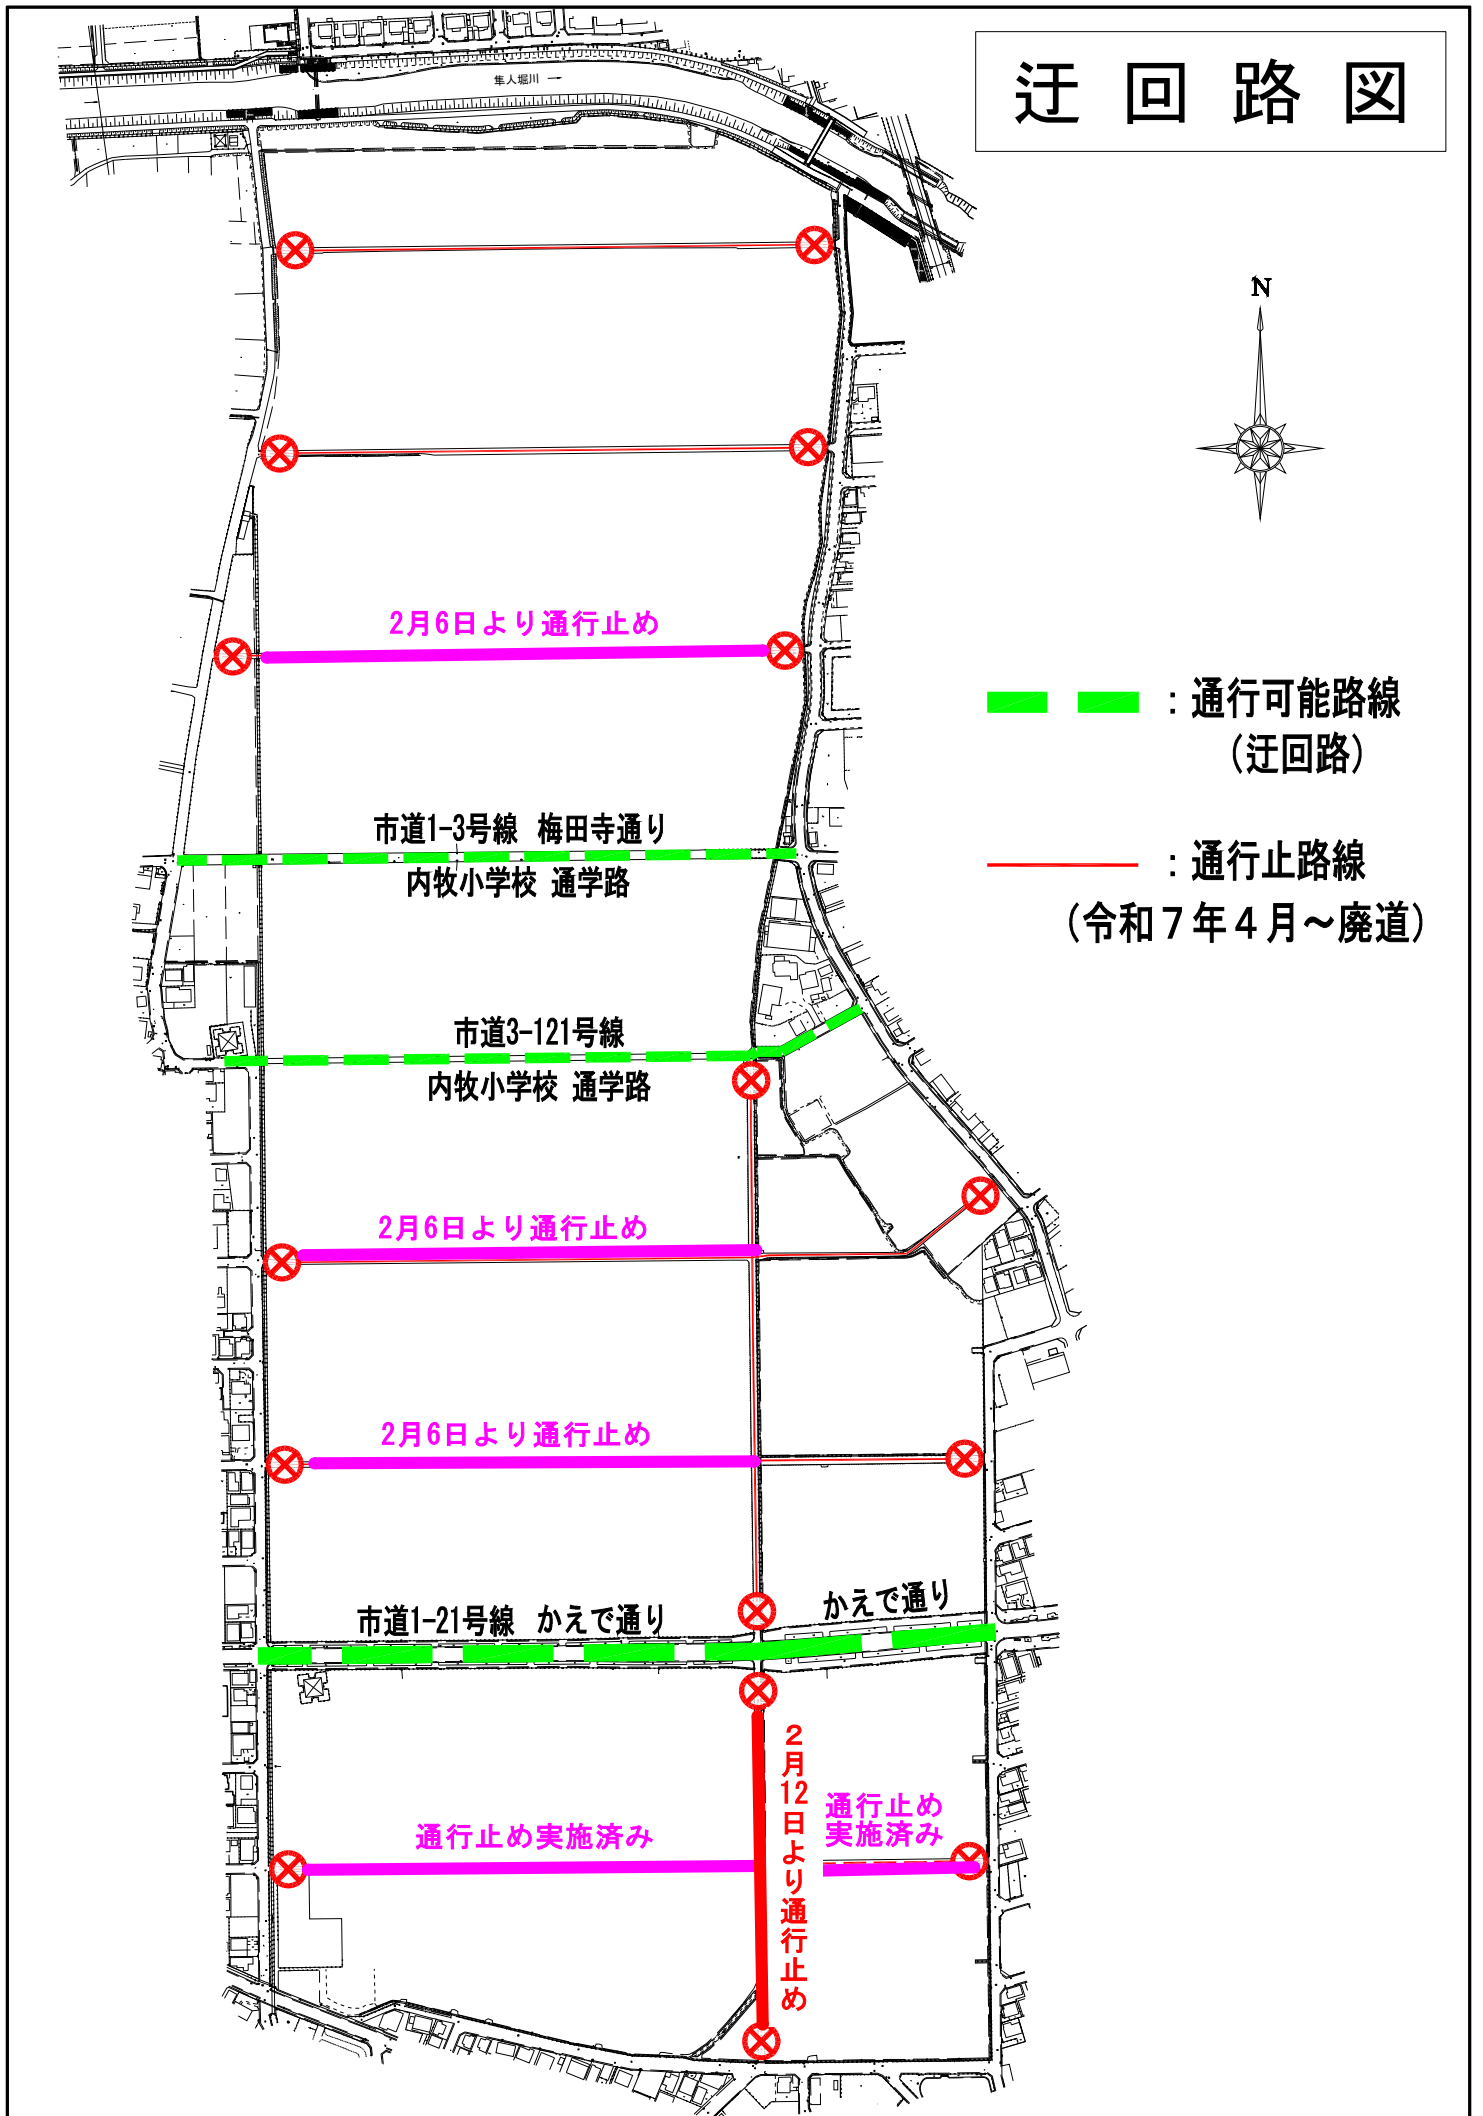 迂回路図
隼人堀川 →
N
2月6日より通行止め
：通行可能路線
（迂回路）
市道1-3号線 梅田寺通り
内牧小学校 通学路
：通行止路線
（令和７年４月～廃道）
市道3-121号線
内牧小学校 通学路
2月6日より通行止め
2月6日より通行止め
市道1-21号線 かえで通り
かえで通り
2月12日より通行止め
通行止め
実施済み
通行止め実施済み